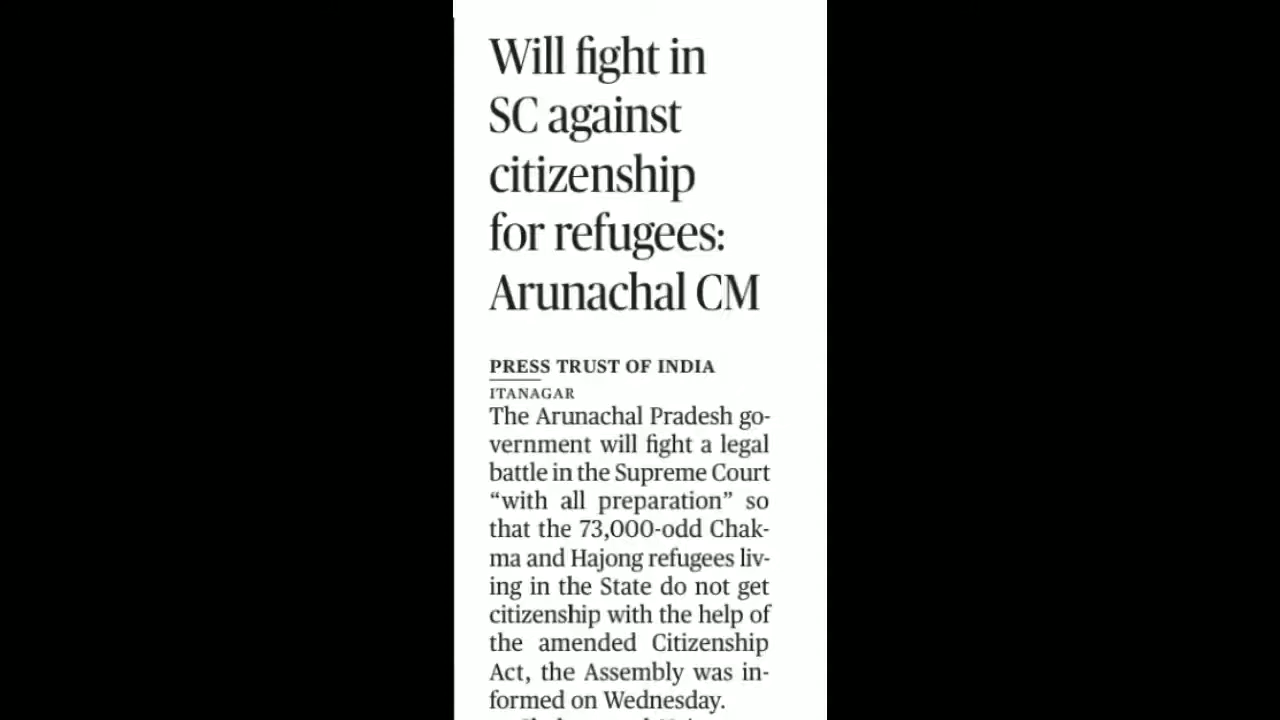 Will fight in
SC against
citizenship
for refugees:
Arunachal CM
PRESS TRUST OF INDIA
ITANAGAR
The Arunachal Pradesh go-
vernment will fight a legal
battle in the Supreme Court
“with all preparation” so
that the 73,000-odd Chak-
ma and Hajong refugees liv-
ing in the State do not get
citizenship with the help of
the amended Citizenship
Act, the Assembly was in-
formed on Wednesday.